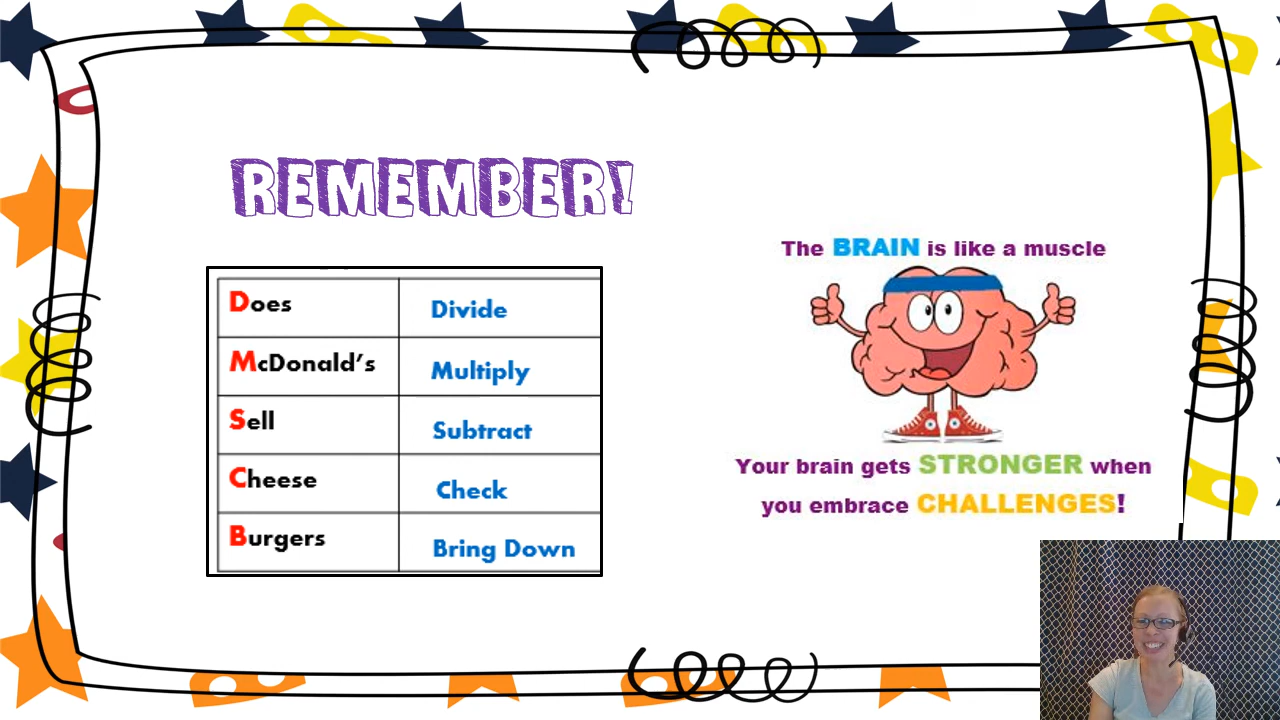 REMEMBER!
Does Divide
McDonald's Multiply
Sell Subtract
Cheese Check
Burgers Bring Down
The BRAIN is like a muscle
Your brain gets STRONGER when
you embrace CHALLENGES!